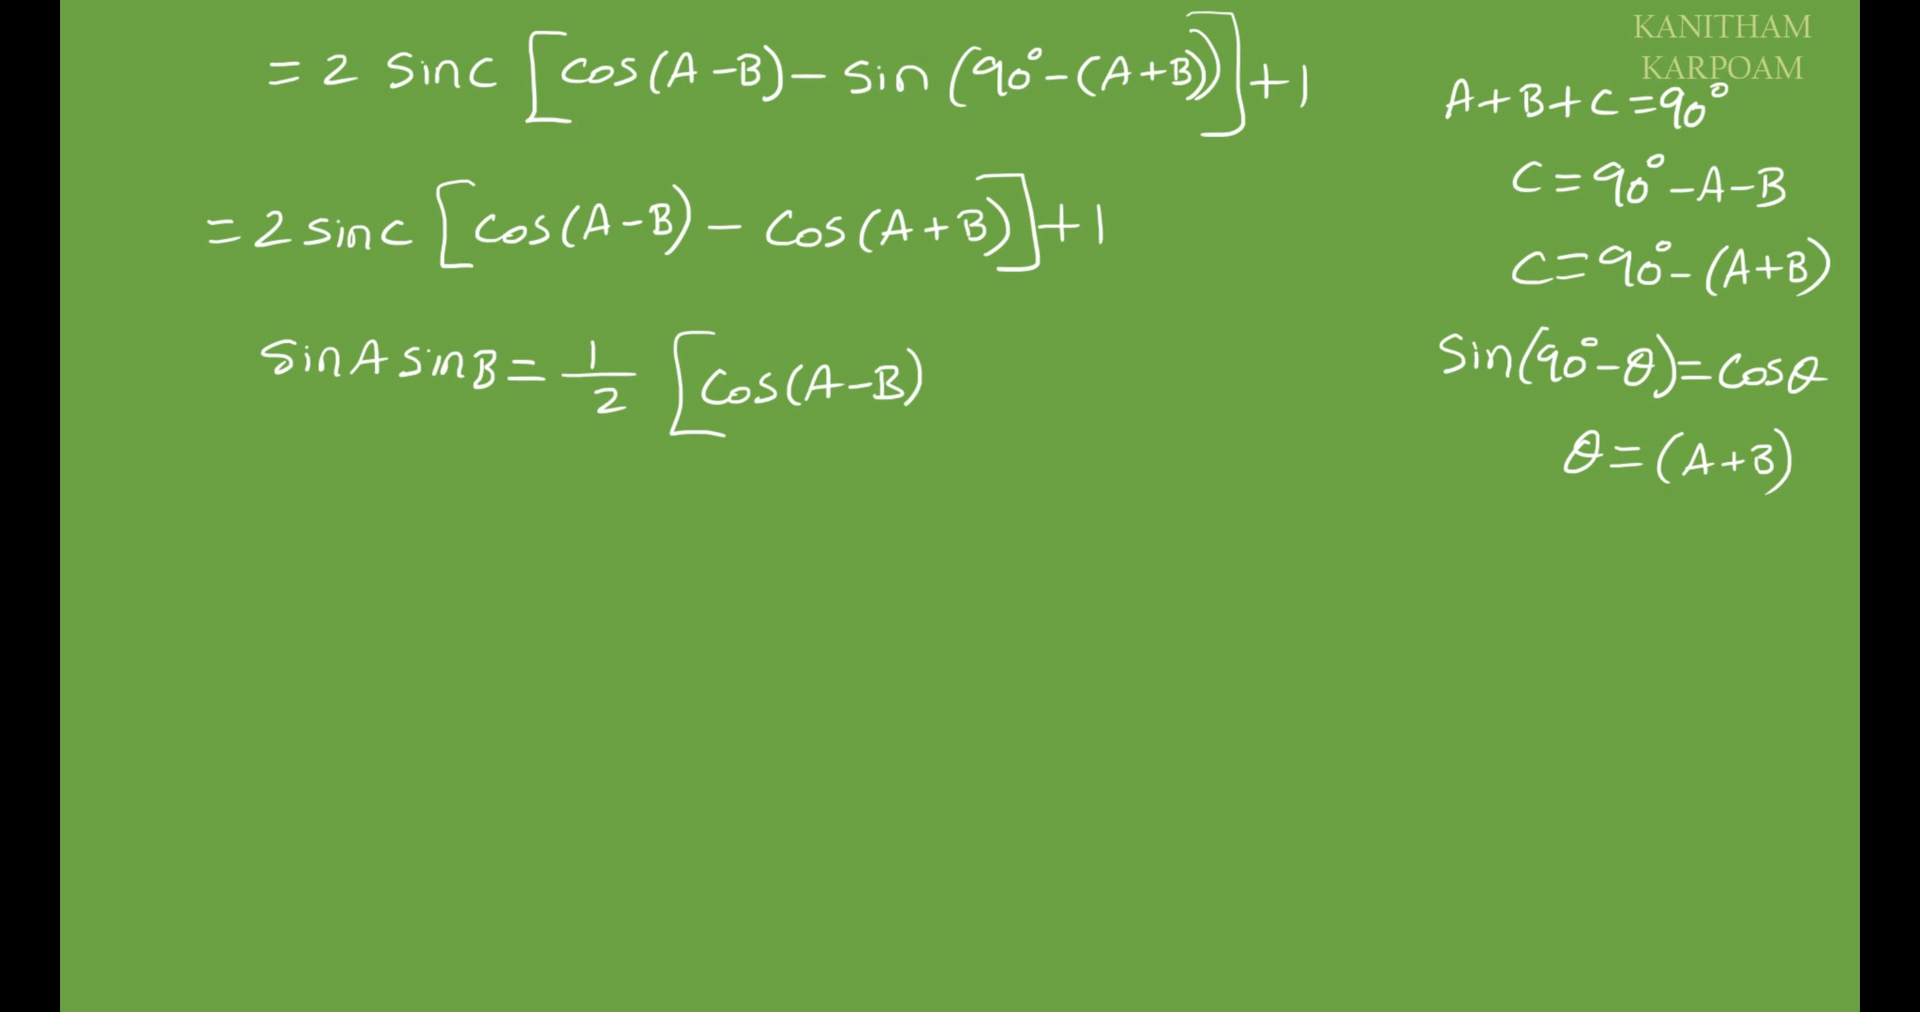 KANITHAM
KARPOAM
= 2 sinc [cos(A-B) - sin (90°-(A+B))] +1
= 2 sinc [cos(A-B) - cos(A+B)] +1
sinA sinB = 1/2 [cos(A-B)
A+B+C=90°
C=90°-A-B
C=90°-(A+B)
Sin(90°-θ)=cosθ
θ=(A+B)